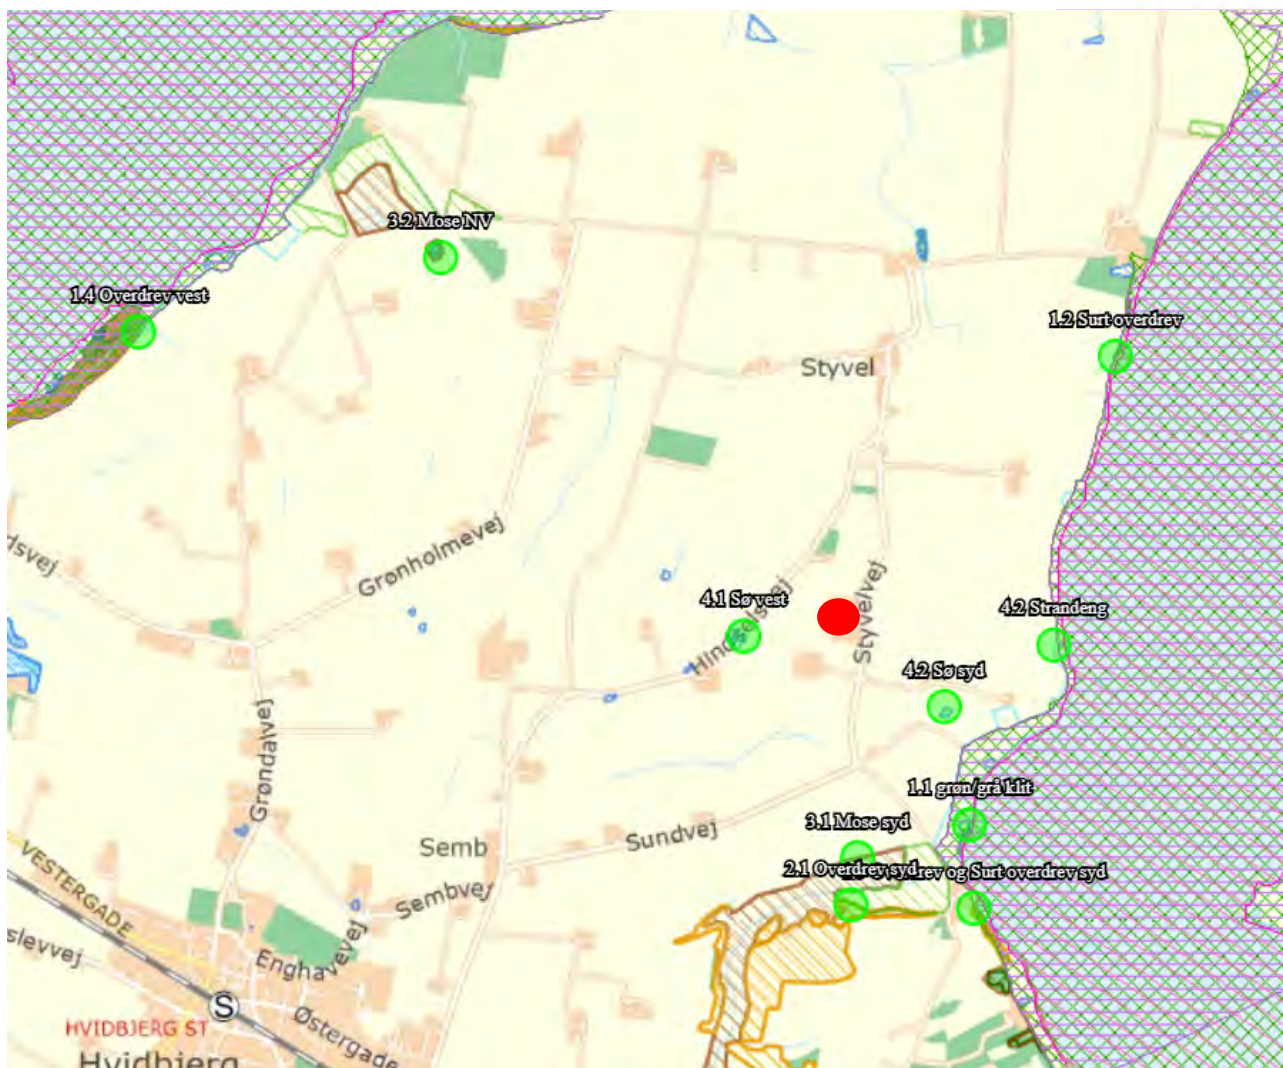 3.2 Mose NV
1.4 Overdrev vest
1.2 Surt overdrev
Styvel
Grønholmevej
dsvej
4.1 Sø vest
Styvelvej
4.2 Strandeng
4.2 Sø syd
Grøndalvej
1.1 grøn/grå klit
3.1 Mose syd
Semb
Sundvej
2.1 Overdrev syd
rev og Surt overdrev syd
VESTERGADE
Sembvej
slevvej
Enghavevej
S
HVIDBJERG ST
Østergade
Hvidbjerg